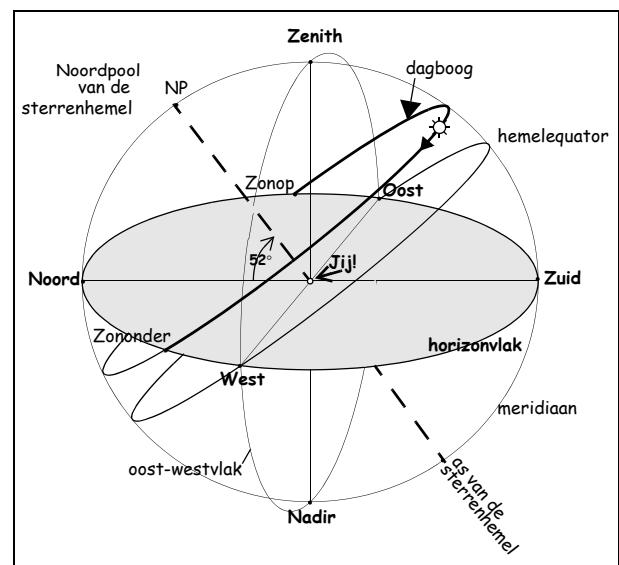 Zenith
Noordpool
van de
sterrenhemel
NP
dagboog
hemelequator
Zonop
Oost
52°
Jij!
Noord
Zuid
Zononder
horizonvlak
West
meridiaan
oost-westvlak
as van de
sterrenhemel
Nadir